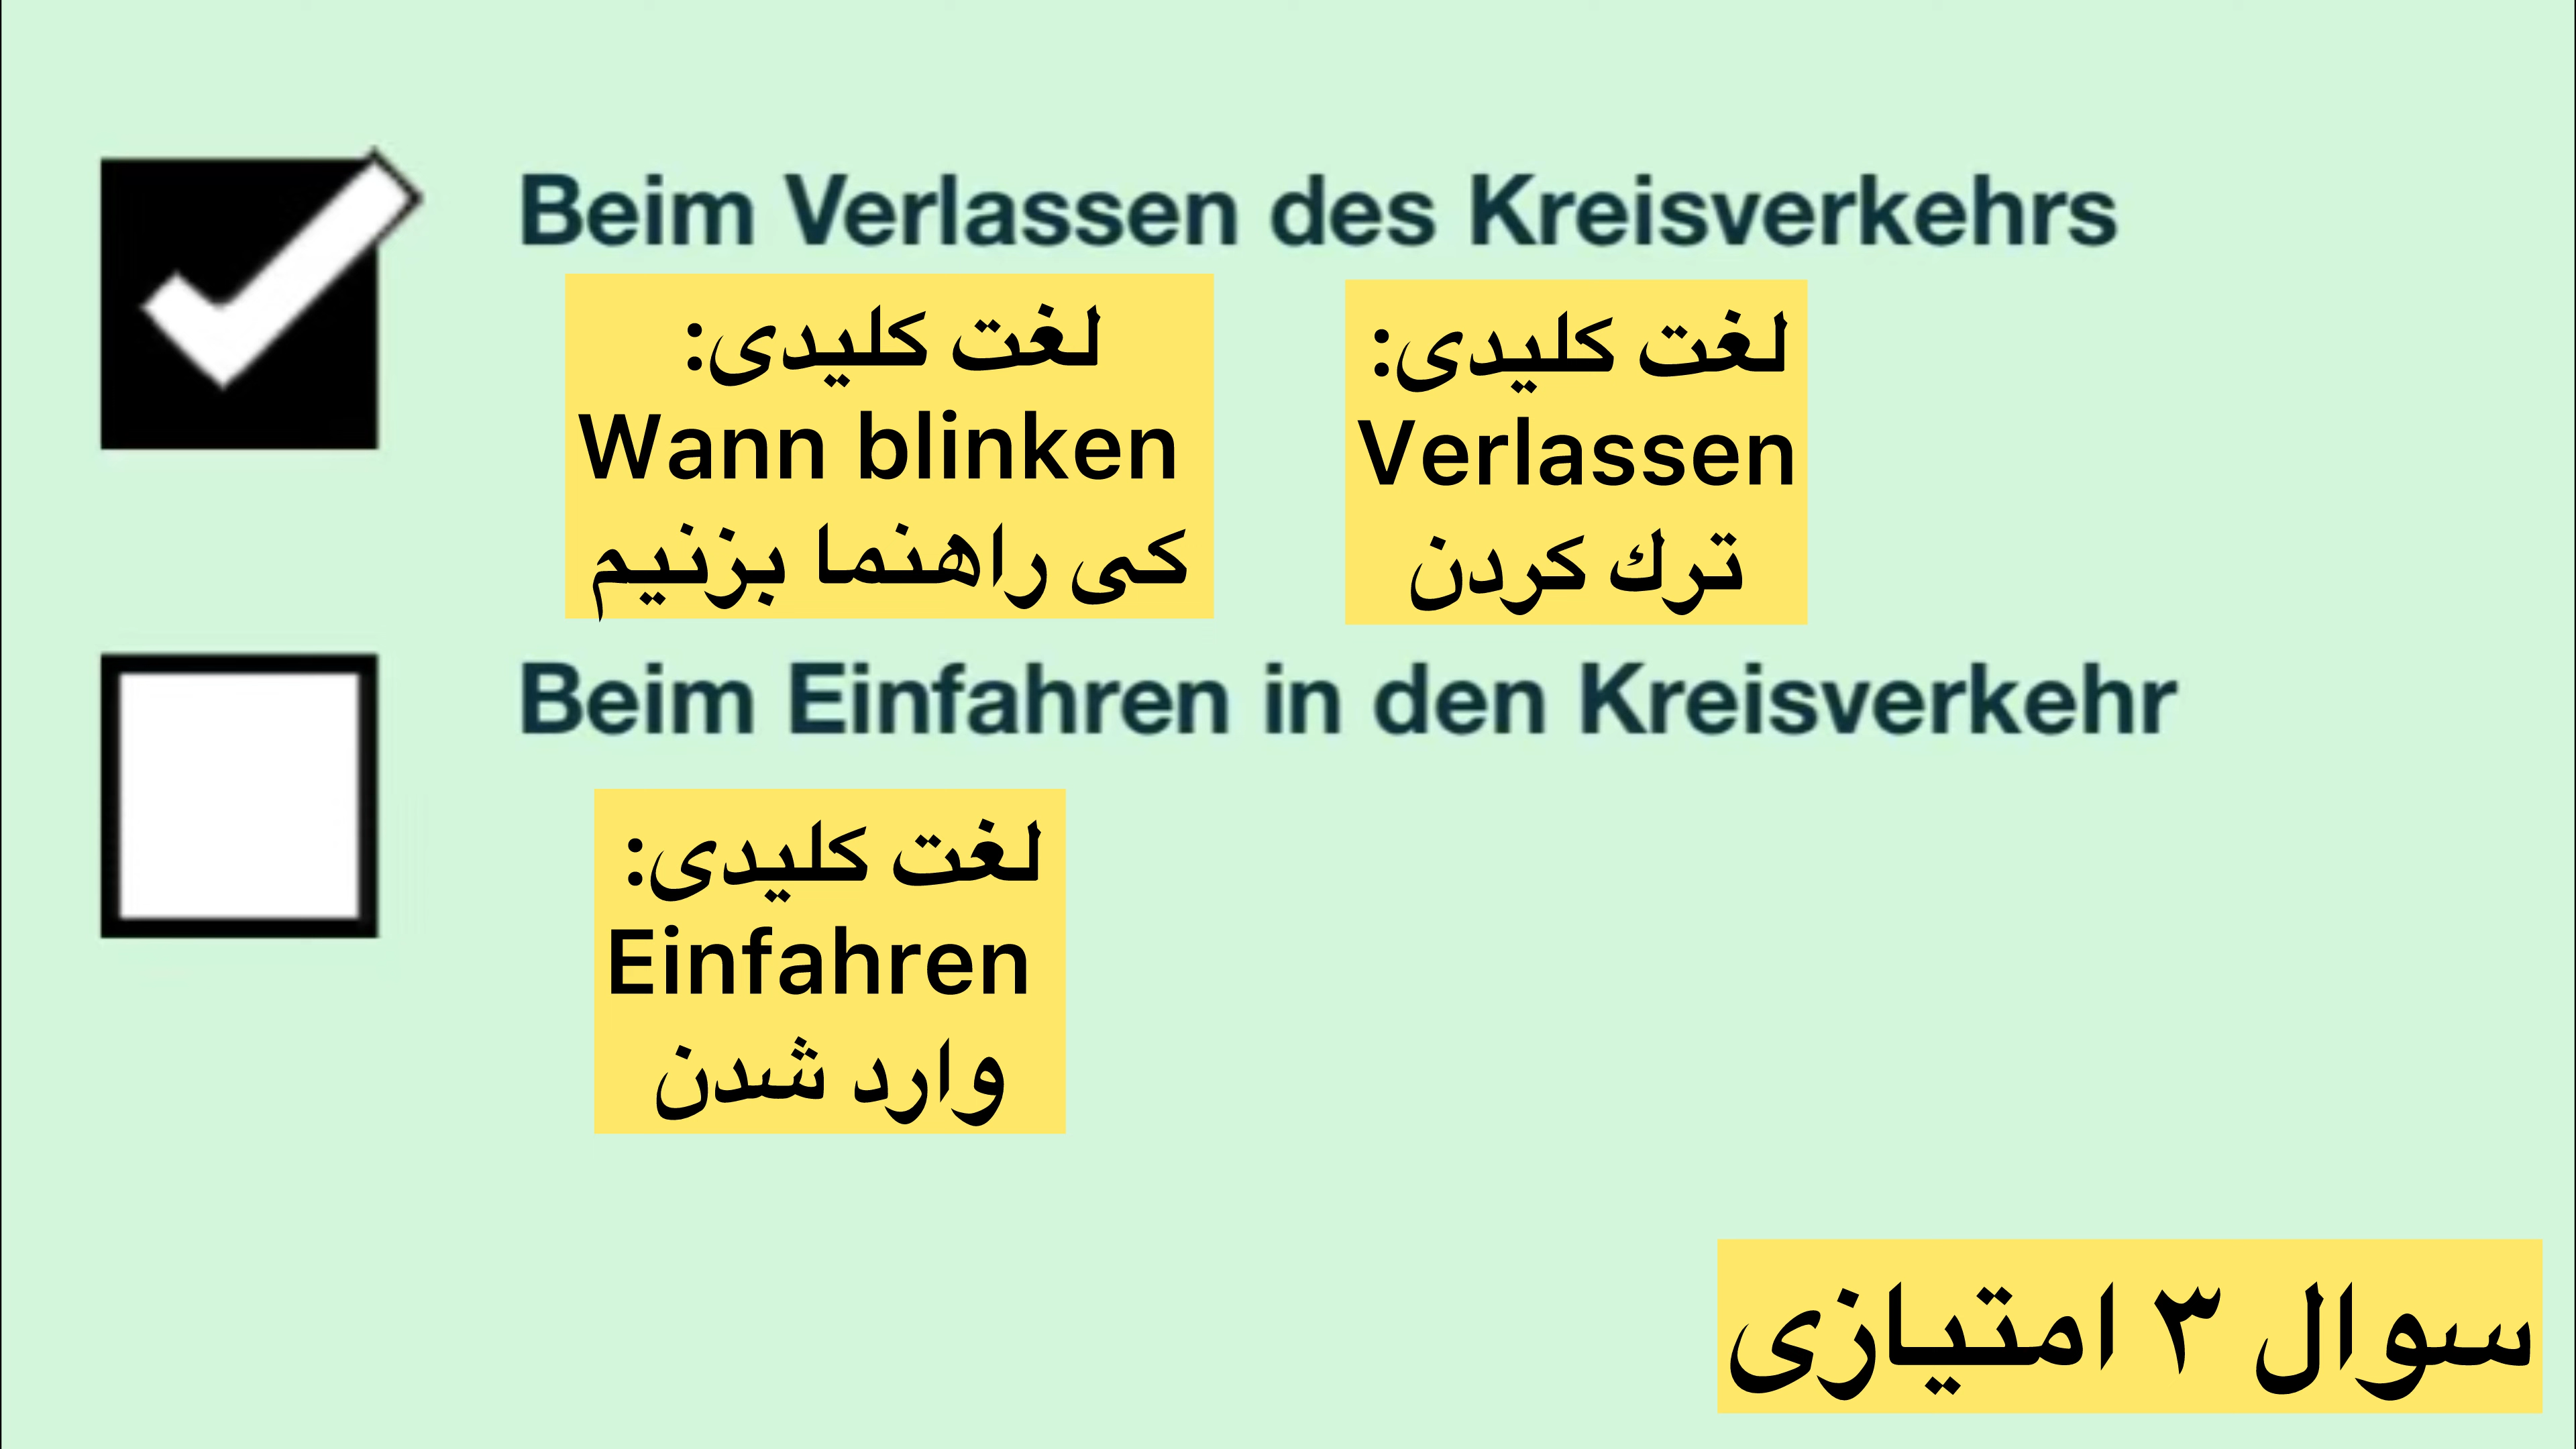 Beim Verlassen des Kreisverkehrs
لغت کلیدی:
Wann blinken
کی راهنما بزنیم
لغت کلیدی:
Verlassen
ترك کردن
Beim Einfahren in den Kreisverkehr
لغت کلیدی:
Einfahren
وارد شدن
سوال ۳ امتیازی